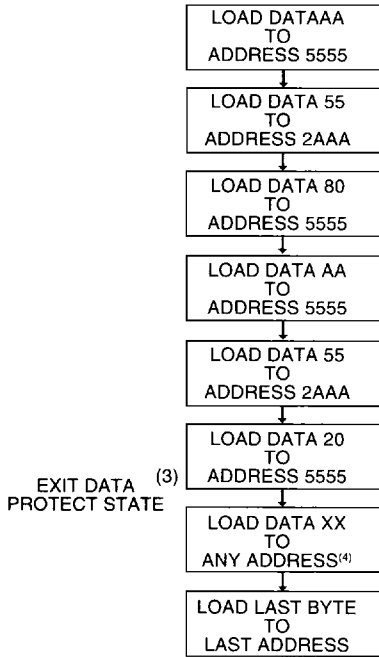 LOAD DATAAA
TO
ADDRESS 5555
LOAD DATA 55
TO
ADDRESS 2AAA
LOAD DATA 80
TO
ADDRESS 5555
LOAD DATA AA
TO
ADDRESS 5555
LOAD DATA 55
TO
ADDRESS 2AAA
LOAD DATA 20
TO
ADDRESS 5555
EXIT DATA (3)
PROTECT STATE
LOAD DATA XX
TO
ANY ADDRESS(4)
LOAD LAST BYTE
TO
LAST ADDRESS